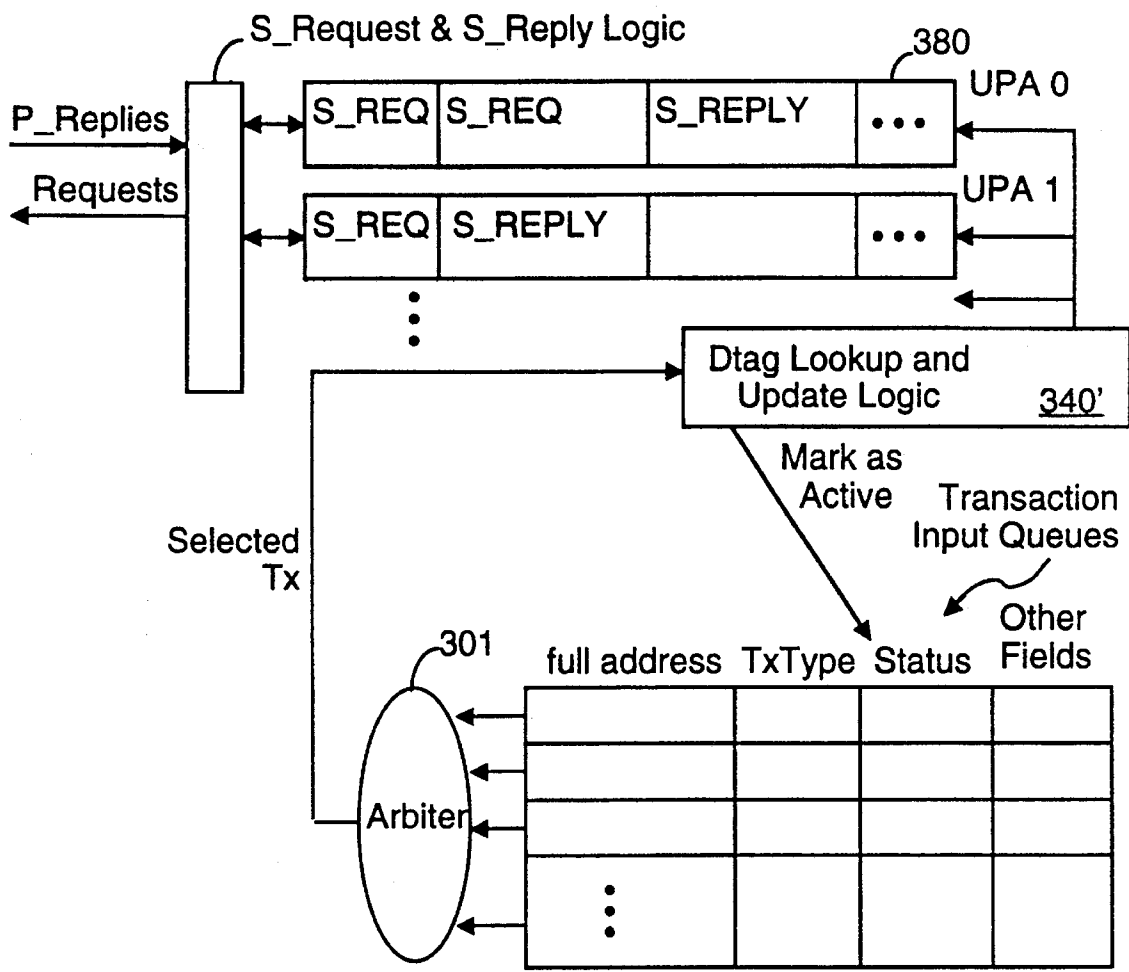 S_Request & S_Reply Logic
380
UPA 0
P_Replies
S_REQ S_REQ S_REPLY •••
Requests
UPA 1
S_REQ S_REPLY •••
Dtag Lookup and
Update Logic 340'
Mark as
Active
Transaction
Input Queues
Selected
Tx
301
Other
Fields
full address TxType Status
Arbiter